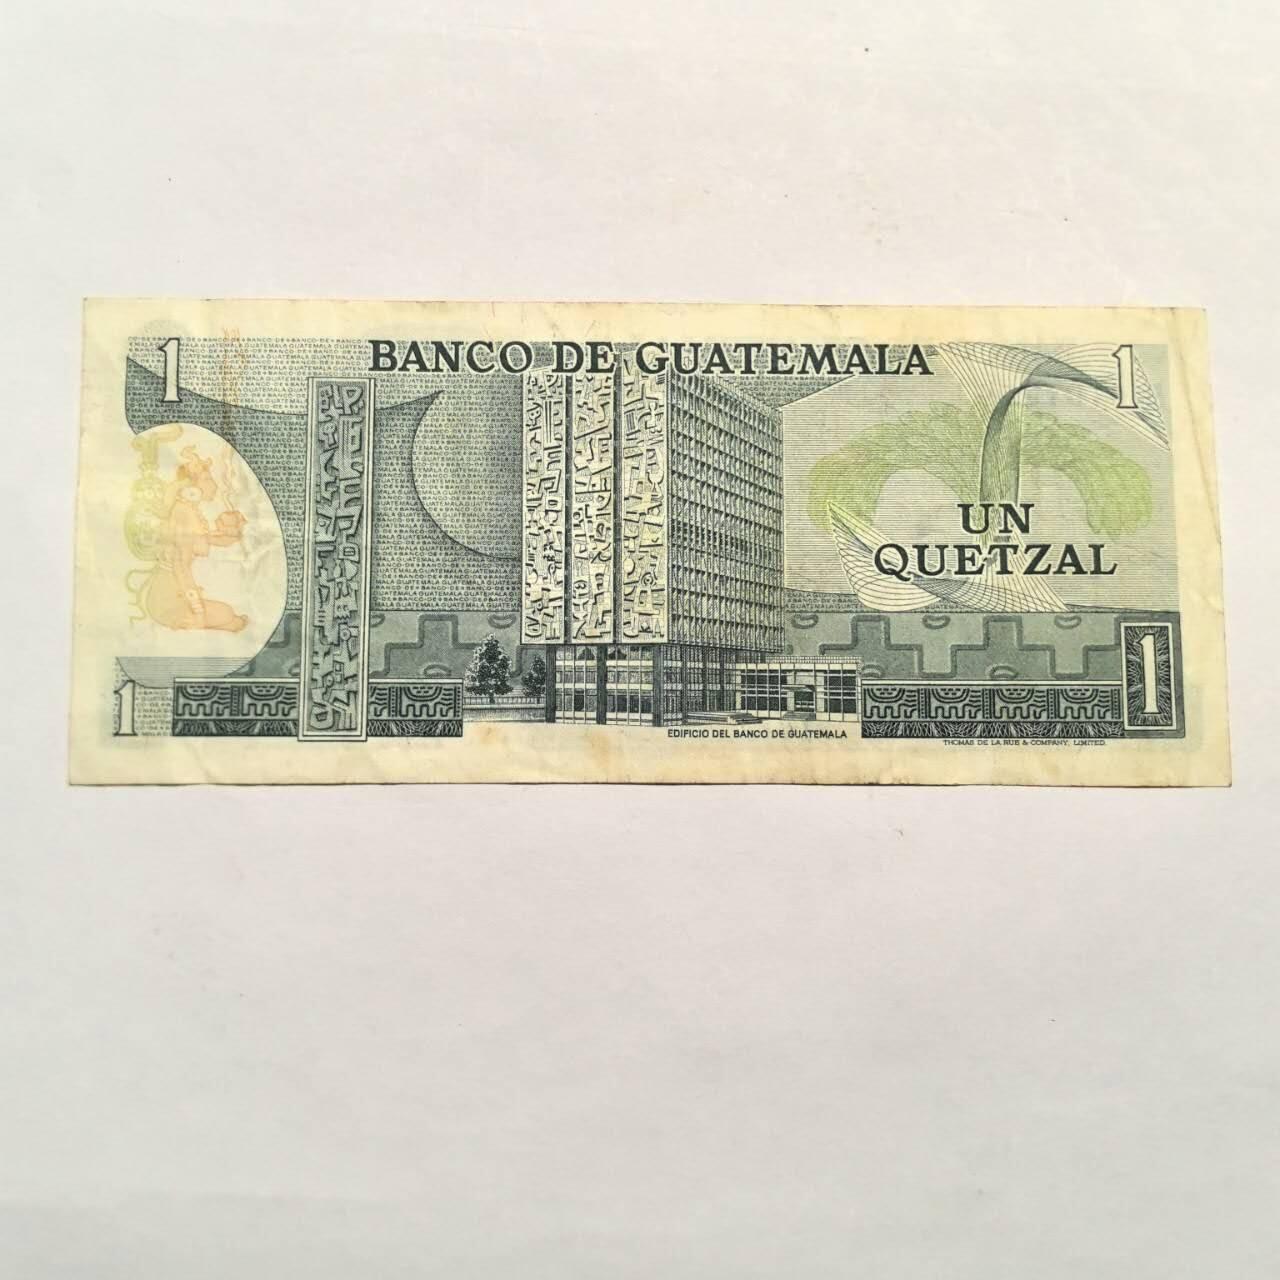 1
BANCO DE GUATEMALA
1
UN
QUETZAL
1
1
EDIFICIO DEL BANCO DE GUATEMALA
THOMAS DE LA RUE & COMPANY, LIMITED.